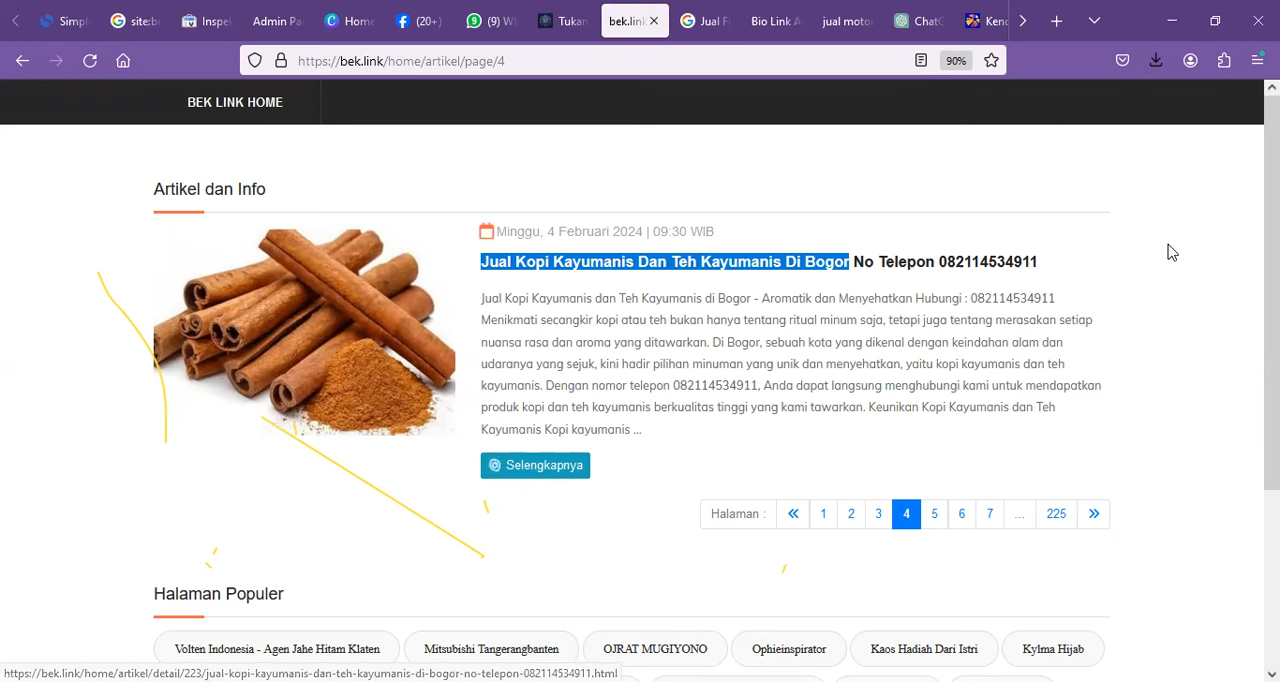 Simpl
site:b
Inspe
Admin Pa
Home
(20+)
(9) W
Tukan
bek.link
Jual F
Bio Link A
jual moto
ChatG
Kenc
https://bek.link/home/artikel/page/4
90%
BEK LINK HOME
Artikel dan Info
Minggu, 4 Februari 2024 | 09:30 WIB
Jual Kopi Kayumanis Dan Teh Kayumanis Di Bogor No Telepon 082114534911
Jual Kopi Kayumanis dan Teh Kayumanis di Bogor - Aromatik dan Menyehatkan Hubungi : 082114534911
Menikmati secangkir kopi atau teh bukan hanya tentang ritual minum saja, tetapi juga tentang merasakan setiap
nuansa rasa dan aroma yang ditawarkan. Di Bogor, sebuah kota yang dikenal dengan keindahan alam dan
udaranya yang sejuk, kini hadir pilihan minuman yang unik dan menyehatkan, yaitu kopi kayumanis dan teh
kayumanis. Dengan nomor telepon 082114534911, Anda dapat langsung menghubungi kami untuk mendapatkan
produk kopi dan teh kayumanis berkualitas tinggi yang kami tawarkan. Keunikan Kopi Kayumanis dan Teh
Kayumanis Kopi kayumanis ...
Selengkapnya
Halaman : « 1 2 3 4 5 6 7 ... 225 »
Halaman Populer
Volten Indonesia - Agen Jahe Hitam Klaten
Mitsubishi Tangerangbanten
OJRAT MUGIYONO
Ophieinspirator
Kaos Hadiah Dari Istri
Kylma Hijab
https://bek.link/home/artikel/detail/223/jual-kopi-kayumanis-dan-teh-kayumanis-di-bogor-no-telepon-082114534911.html